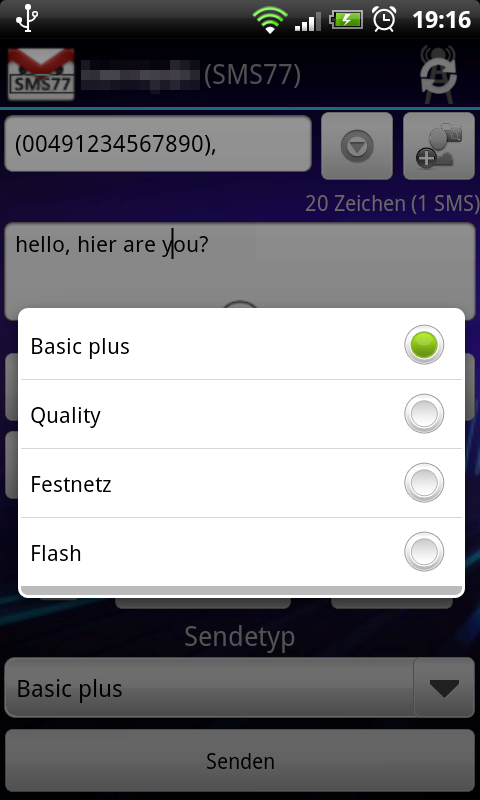 19:16
SMS77
(SMS77)
(00491234567890),
20 Zeichen (1 SMS)
hello, hier are you?
Basic plus
Quality
Festnetz
Flash
Sendetyp
Basic plus
Senden